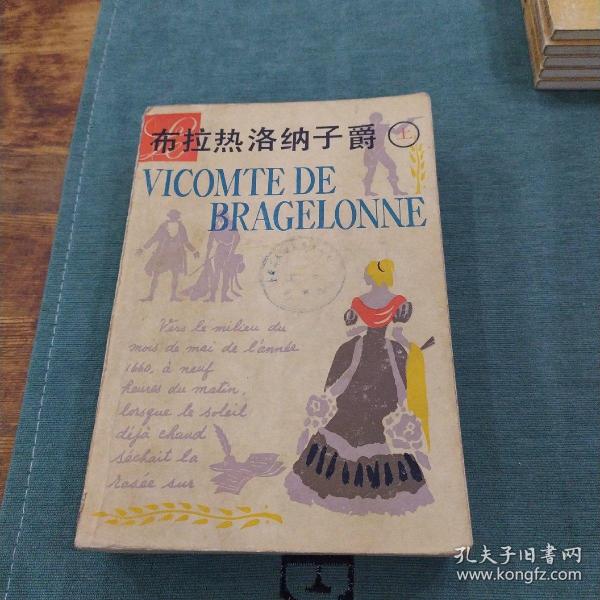 布拉热洛纳子爵 上
Le
VICOMTE DE
BRAGELONNE
Vers le milieu du
mois de mai de l'année
1660, à neuf
heures du matin,
lorsque le soleil
déjà chaud
séchait la
rosée sur
孔夫子旧书网
www.kongfz.com